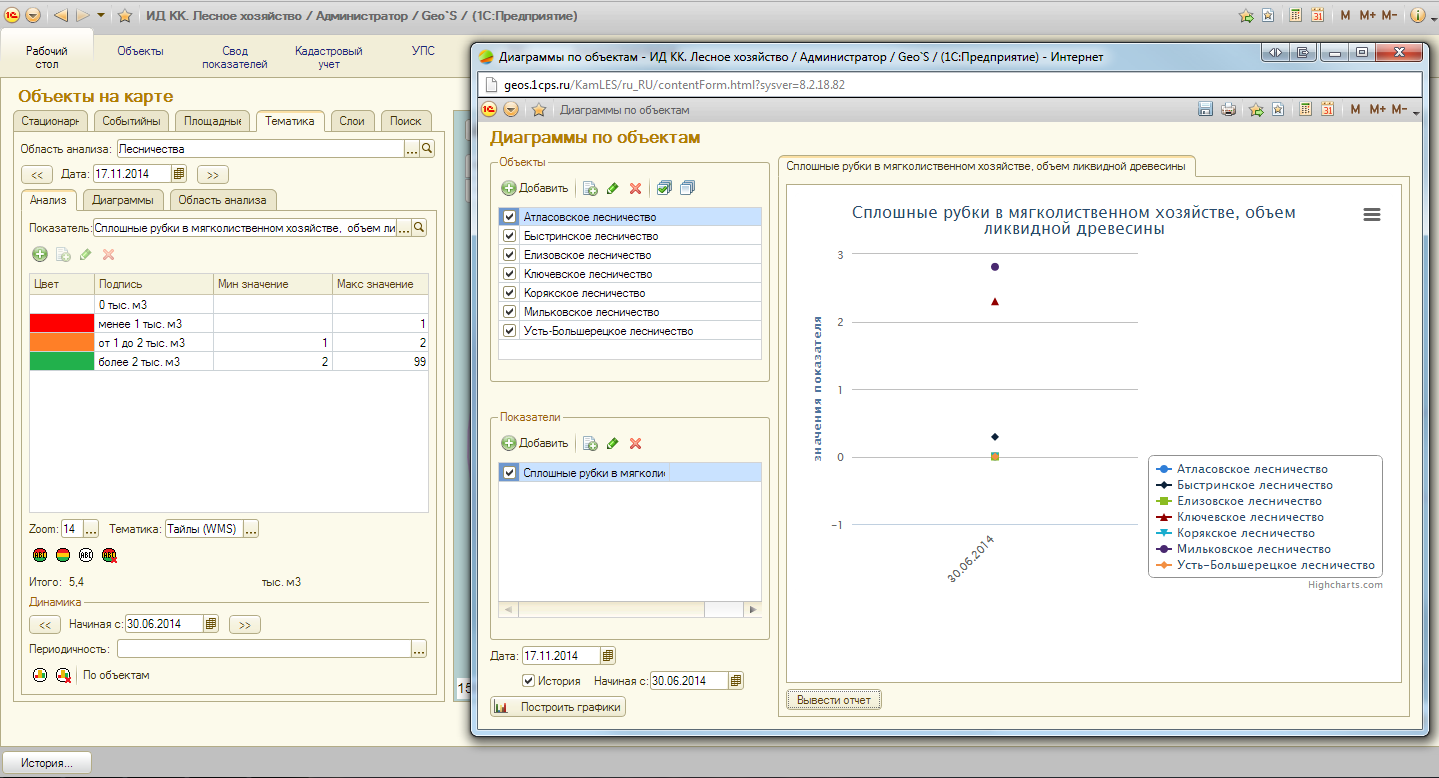 ИД КК. Лесное хозяйство / Администратор / Geo`S / (1С:Предприятие)
M M+ M-
Рабочий
стол
Объекты
Свод
показателей
Кадастровый
учет
УПС
Объекты на карте
Стационарн
Событийны
Площадные
Тематика
Слои
Поиск
Область анализа: Лесничества ...
<< Дата: 17.11.2014 >>
Анализ
Диаграммы
Область анализа
Показатель: Сплошные рубки в мягколиственном хозяйстве, объем ли ...
Цвет Подпись Мин значение Макс значение
0 тыс. м3
менее 1 тыс. м3 1
от 1 до 2 тыс. м3 1 2
более 2 тыс. м3 2 99
Zoom: 14 ... Тематика: Тайлы (WMS) ...
Итого: 5,4 тыс. м3
Динамика
<< Начиная с: 30.06.2014 >>
Периодичность: ...
По объектам
15
История...
Диаграммы по объектам - ИД КК. Лесное хозяйство / Администратор / Geo`S / (1С:Предприятие) - Интернет
geos.1cps.ru/KamLES/ru_RU/contentForm.html?sysver=8.2.18.82
Диаграммы по объектам
M M+ M-
Диаграммы по объектам
Объекты
Добавить
Атласовское лесничество
Быстринское лесничество
Елизовское лесничество
Ключевское лесничество
Корякское лесничество
Мильковское лесничество
Усть-Большерецкое лесничество
Показатели
Добавить
Сплошные рубки в мягколи
Дата: 17.11.2014
История Начиная с: 30.06.2014
Построить графики
Сплошные рубки в мягколиственном хозяйстве, объем ликвидной древесины
Сплошные рубки в мягколиственном хозяйстве, объем
ликвидной древесины
значения показателя
3
2
1
0
-1
30.06.2014
Атласовское лесничество
Быстринское лесничество
Елизовское лесничество
Ключевское лесничество
Корякское лесничество
Мильковское лесничество
Усть-Большерецкое лесничество
Highcharts.com
Вывести отчет